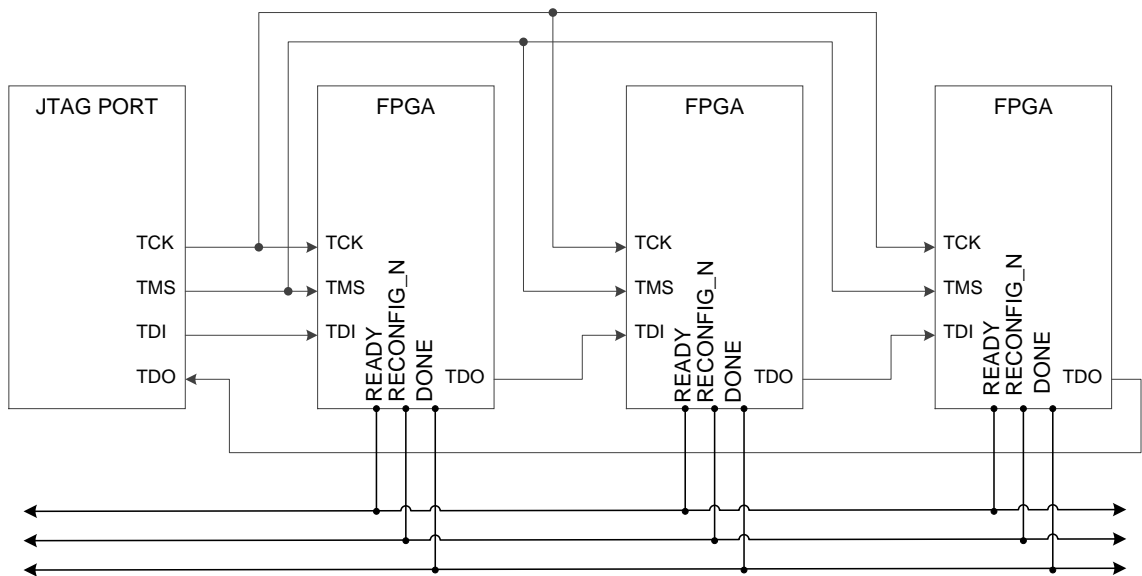 JTAG PORT
TCK
TMS
TDI
TDO
FPGA
TCK
TMS
TDI
READY
RECONFIG_N
DONE
TDO
FPGA
TCK
TMS
TDI
READY
RECONFIG_N
DONE
TDO
FPGA
TCK
TMS
TDI
READY
RECONFIG_N
DONE
TDO